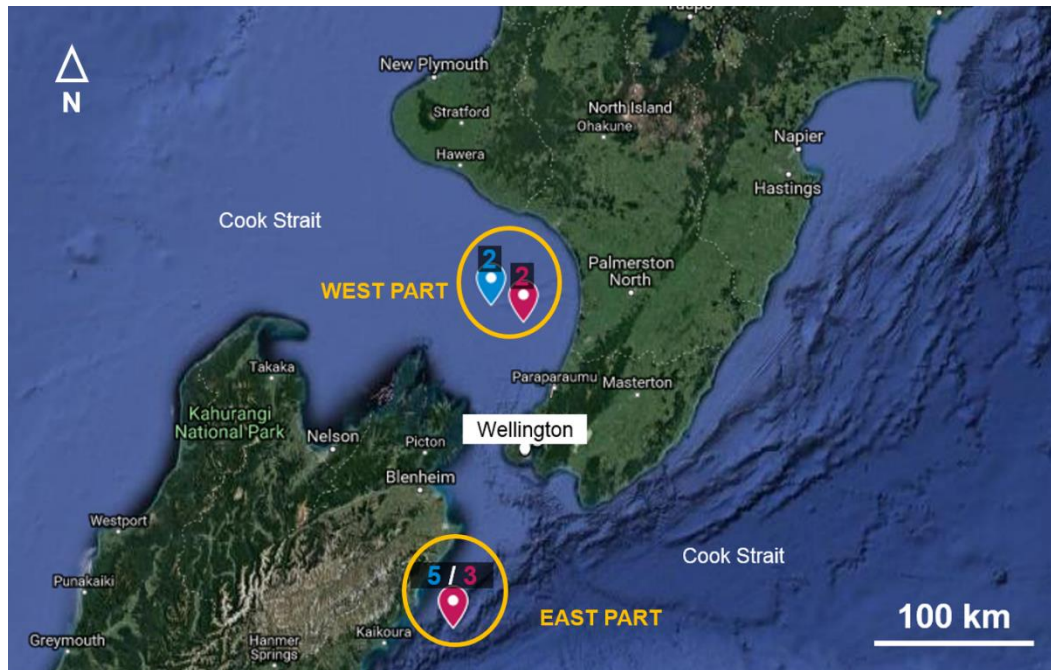 Taupo
New Plymouth
N
Stratford
North Island
Ohakune
Napier
Hawera
Hastings
Cook Strait
2
2
Palmerston
North
WEST PART
Takaka
Paraparaumu
Masterton
Kahurangi
National Park
Wellington
Nelson
Picton
Blenheim
Westport
Cook Strait
5 / 3
Punakaiki
EAST PART
100 km
Kaikoura
Greymouth
Hanmer
Springs